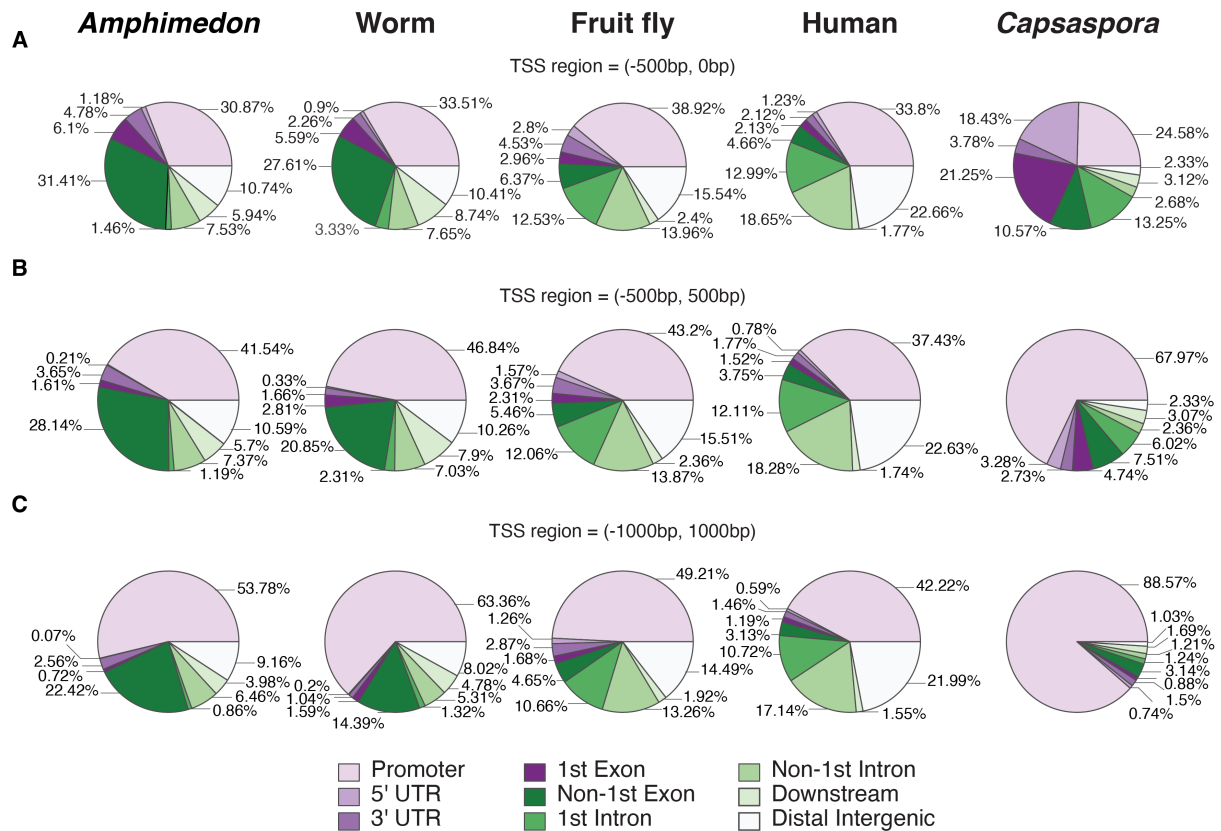 Amphimedon Worm Fruit fly Human Capsaspora
A
TSS region = (-500bp, 0bp)
1.18% 4.78% 6.1% 31.41% 1.46% 30.87% 10.74% 5.94% 7.53%
0.9% 2.26% 5.59% 27.61% 3.33% 33.51% 10.41% 8.74% 7.65%
2.8% 4.53% 2.96% 6.37% 12.53% 38.92% 15.54% 2.4% 13.96%
1.23% 2.12% 2.13% 4.66% 12.99% 18.65% 33.8% 22.66% 1.77%
18.43% 3.78% 21.25% 10.57% 24.58% 2.33% 3.12% 2.68% 13.25%
B
TSS region = (-500bp, 500bp)
0.21% 3.65% 1.61% 28.14% 41.54% 10.59% 5.7% 7.37% 1.19%
0.33% 1.66% 2.81% 20.85% 2.31% 46.84% 10.26% 7.9% 7.03%
1.57% 3.67% 2.31% 5.46% 12.06% 43.2% 15.51% 2.36% 13.87%
0.78% 1.77% 1.52% 3.75% 12.11% 18.28% 37.43% 22.63% 1.74%
67.97% 2.33% 3.07% 2.36% 6.02% 7.51% 4.74% 3.28% 2.73%
C
TSS region = (-1000bp, 1000bp)
0.07% 2.56% 0.72% 22.42% 53.78% 9.16% 3.98% 6.46% 0.86%
0.2% 1.04% 1.59% 14.39% 63.36% 8.02% 4.78% 5.31% 1.32%
1.26% 2.87% 1.68% 4.65% 10.66% 49.21% 14.49% 1.92% 13.26%
0.59% 1.46% 1.19% 3.13% 10.72% 17.14% 42.22% 21.99% 1.55%
88.57% 1.03% 1.69% 1.21% 1.24% 3.14% 0.88% 1.5% 0.74%
Promoter 1st Exon Non-1st Intron
5' UTR Non-1st Exon Downstream
3' UTR 1st Intron Distal Intergenic